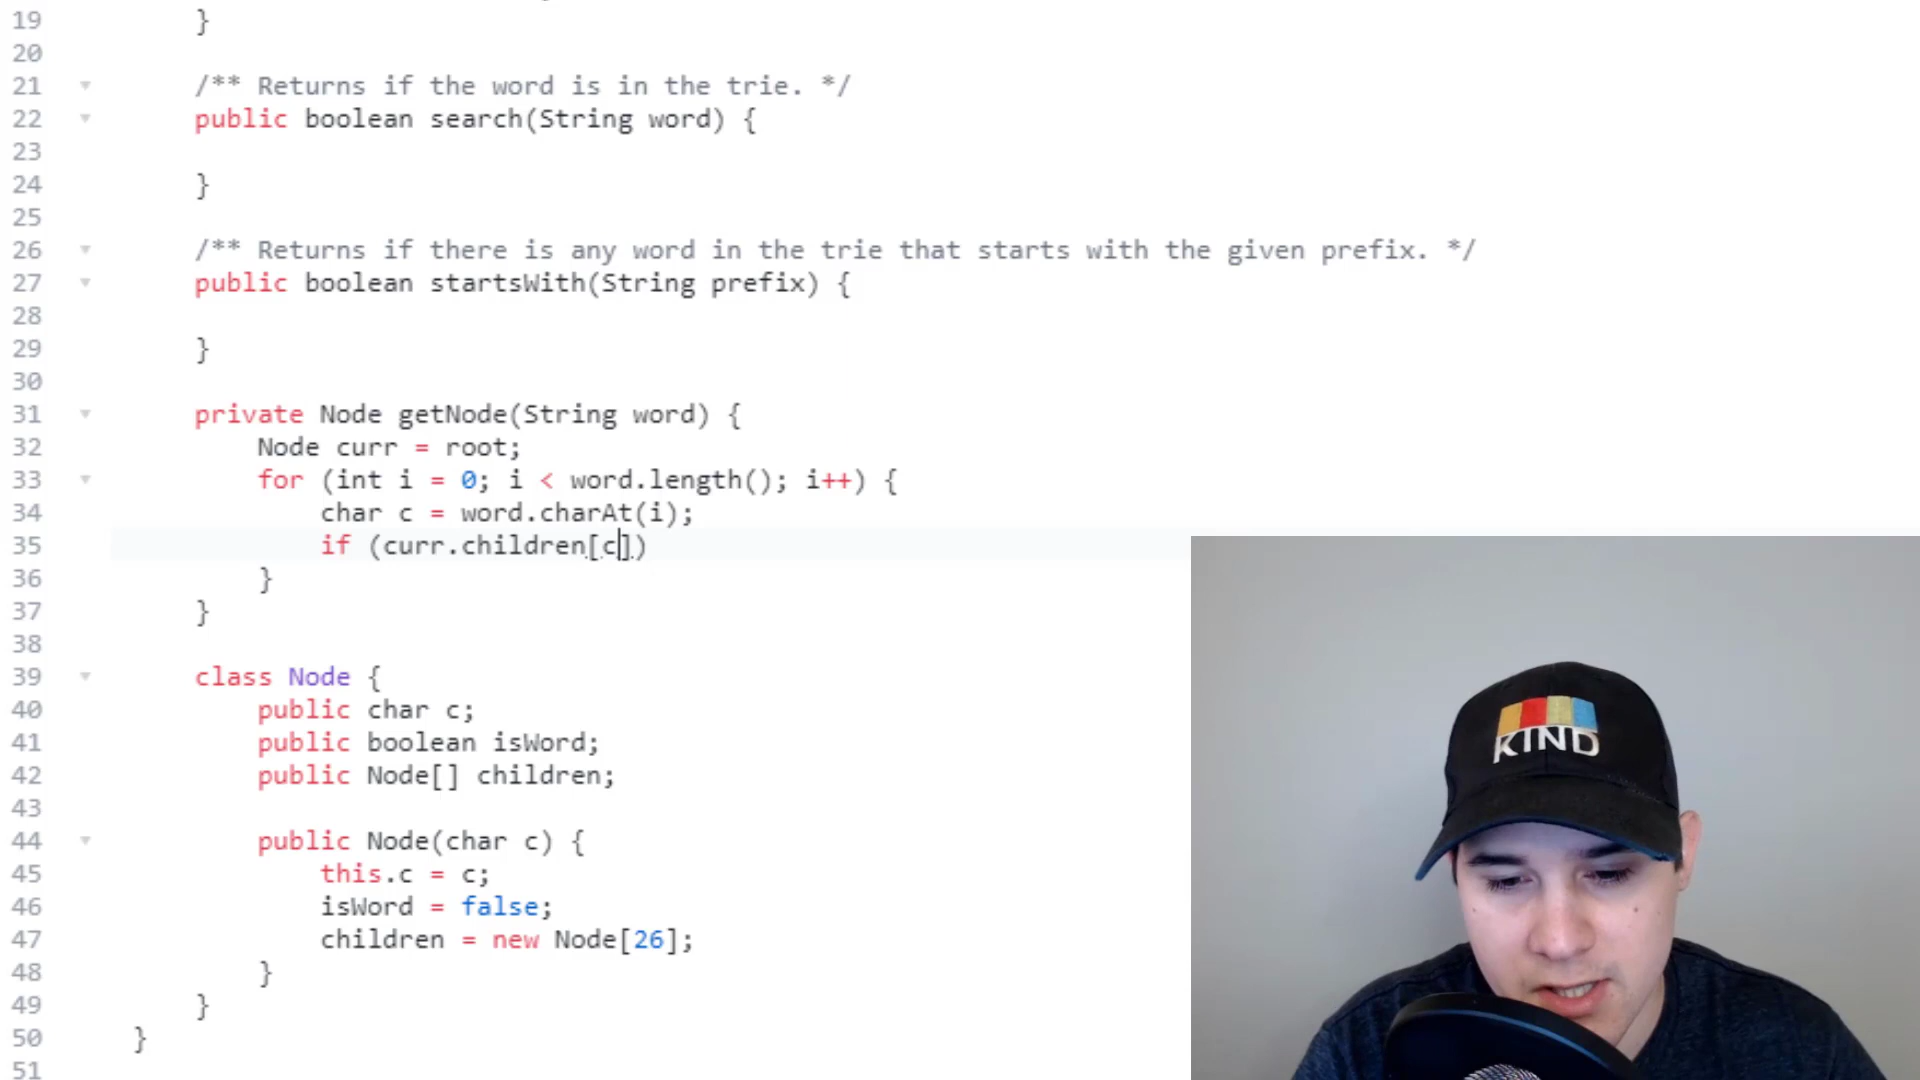 19 }
20
21 /** Returns if the word is in the trie. */
22 public boolean search(String word) {
23
24 }
25
26 /** Returns if there is any word in the trie that starts with the given prefix. */
27 public boolean startsWith(String prefix) {
28
29 }
30
31 private Node getNode(String word) {
32 Node curr = root;
33 for (int i = 0; i < word.length(); i++) {
34 char c = word.charAt(i);
35 if (curr.children[c])
36 }
37 }
38
39 class Node {
40 public char c;
41 public boolean isWord;
42 public Node[] children;
43
44 public Node(char c) {
45 this.c = c;
46 isWord = false;
47 children = new Node[26];
48 }
49 }
50 }
51
KIND